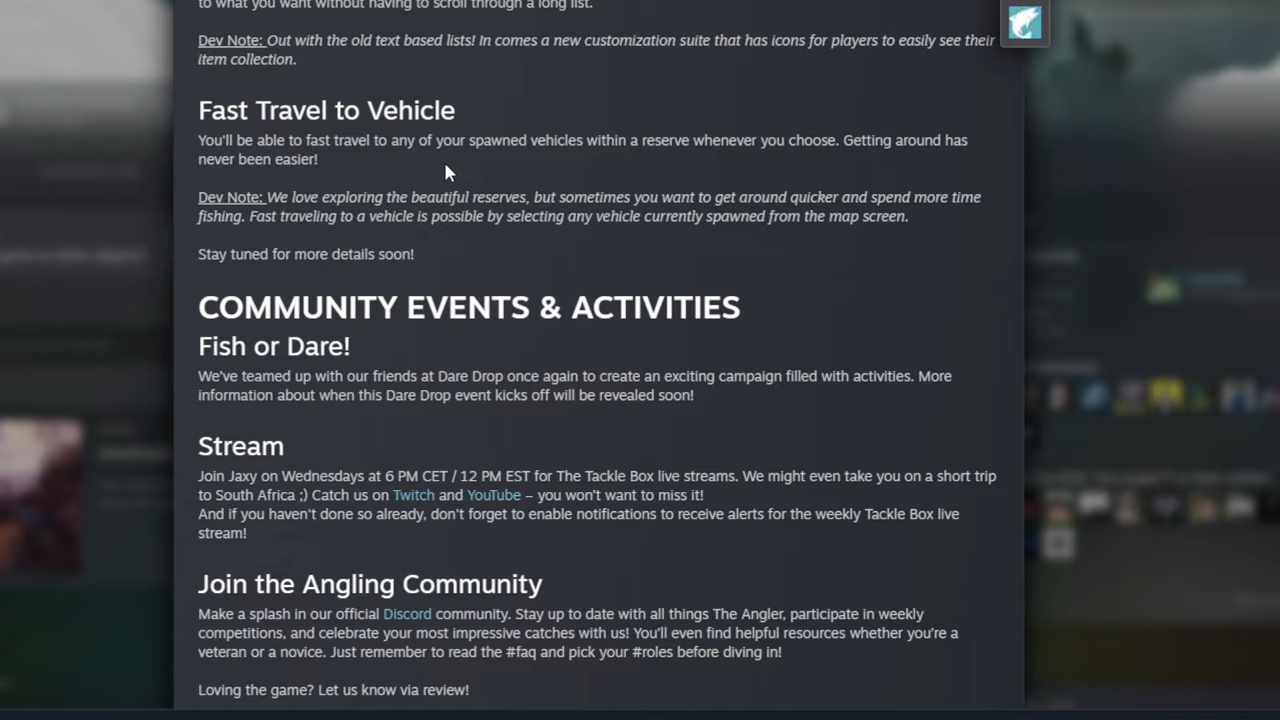 to what you want without having to scroll through a long list.
Dev Note: Out with the old text based lists! In comes a new customization suite that has icons for players to easily see their
item collection.
Fast Travel to Vehicle
You'll be able to fast travel to any of your spawned vehicles within a reserve whenever you choose. Getting around has
never been easier!
Dev Note: We love exploring the beautiful reserves, but sometimes you want to get around quicker and spend more time
fishing. Fast traveling to a vehicle is possible by selecting any vehicle currently spawned from the map screen.
Stay tuned for more details soon!
COMMUNITY EVENTS & ACTIVITIES
Fish or Dare!
We've teamed up with our friends at Dare Drop once again to create an exciting campaign filled with activities. More
information about when this Dare Drop event kicks off will be revealed soon!
Stream
Join Jaxy on Wednesdays at 6 PM CET / 12 PM EST for The Tackle Box live streams. We might even take you on a short trip
to South Africa ;) Catch us on Twitch and YouTube – you won't want to miss it!
And if you haven't done so already, don't forget to enable notifications to receive alerts for the weekly Tackle Box live
stream!
Join the Angling Community
Make a splash in our official Discord community. Stay up to date with all things The Angler, participate in weekly
competitions, and celebrate your most impressive catches with us! You'll even find helpful resources whether you're a
veteran or a novice. Just remember to read the #faq and pick your #roles before diving in!
Loving the game? Let us know via review!